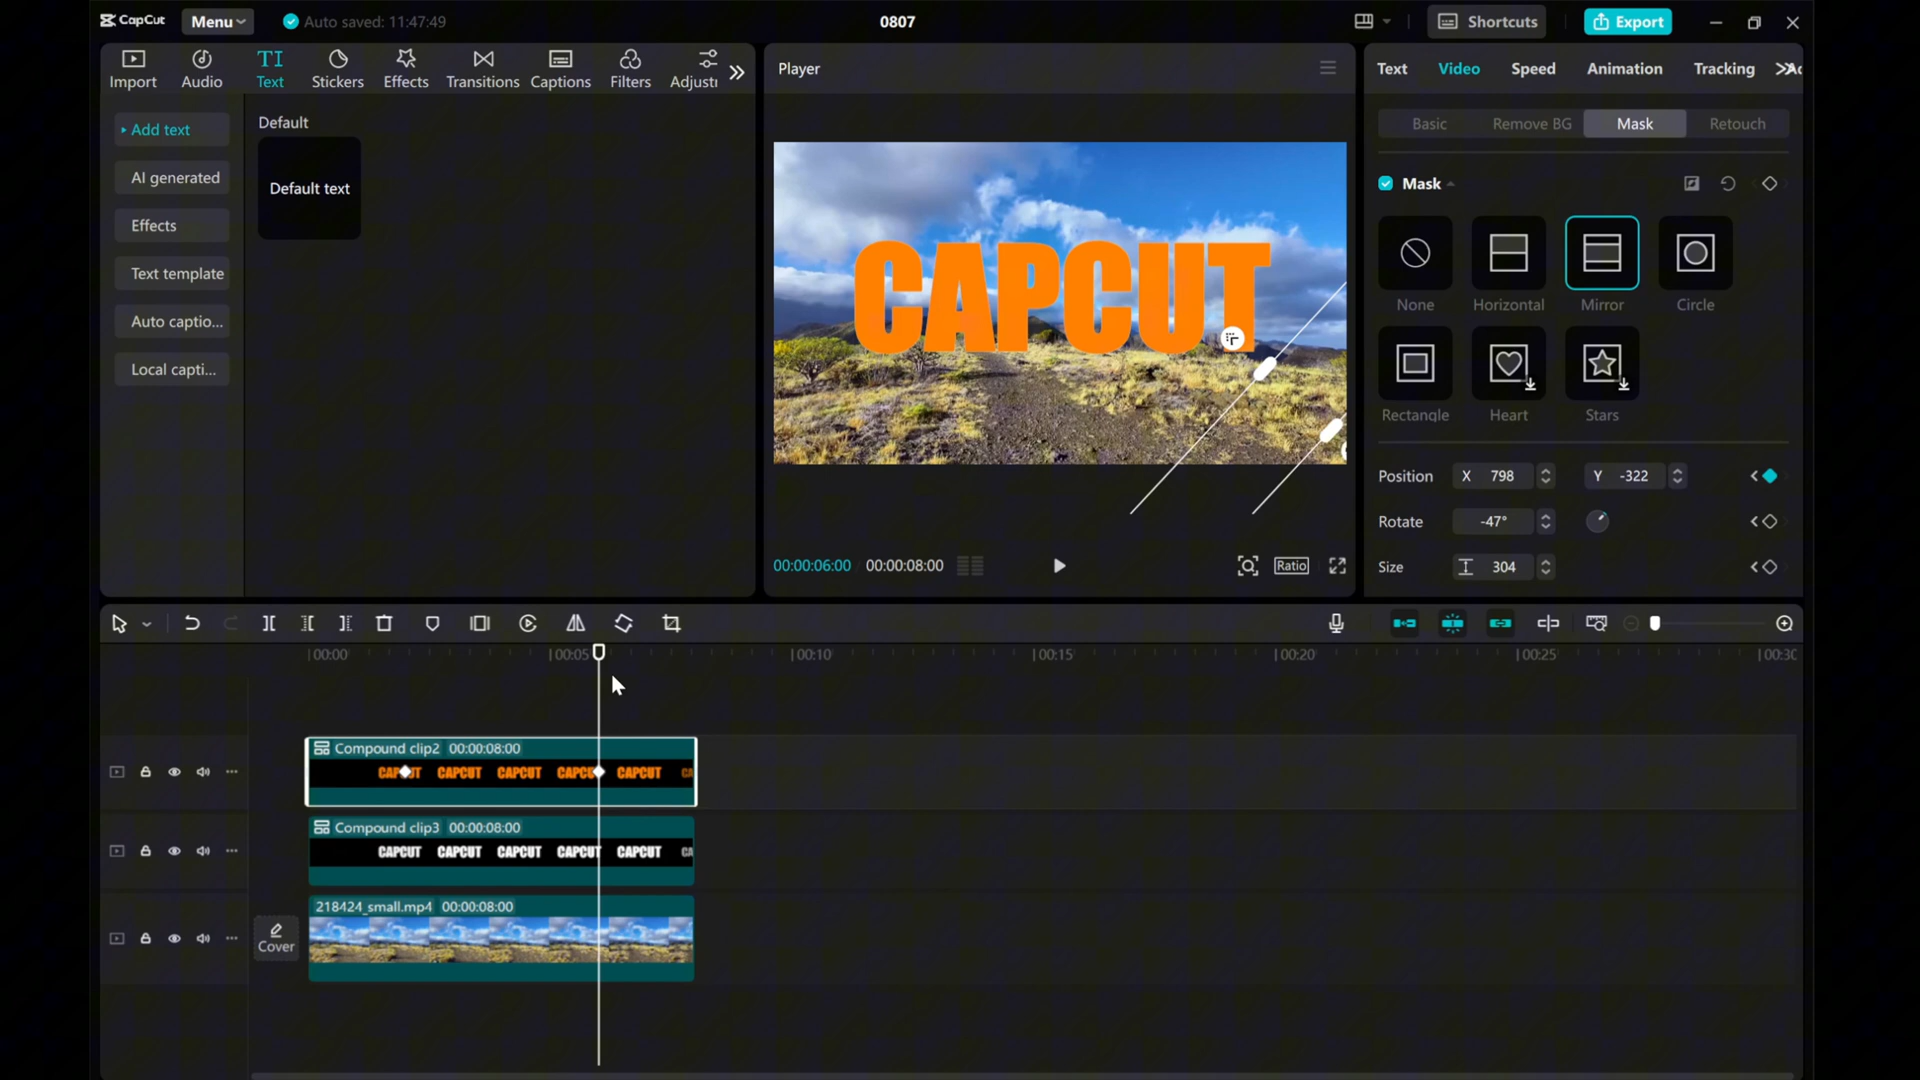 CapCut Menu Auto saved: 11:47:49 0807 Shortcuts Export
Import Audio Text Stickers Effects Transitions Captions Filters
Add text
AI generated
Effects
Text template
Auto captio...
Local capti...
Default
Default text
Player
CAPCUT
00:00:06:00 00:00:08:00 Ratio
Text Video Speed Animation Tracking
Basic Remove BG Mask Retouch
Mask
None Horizontal Mirror Circle
Rectangle Heart Stars
Position X 798 Y -322
Rotate -47°
Size 304
00:00 00:05 00:10 00:15 00:20 00:25 00:30
Compound clip2 00:00:08:00
CAPCUT CAPCUT CAPCUT CAPCUT CAPCUT CA
Compound clip3 00:00:08:00
CAPCUT CAPCUT CAPCUT CAPCUT CAPCUT CA
Cover
218424_small.mp4 00:00:08:00